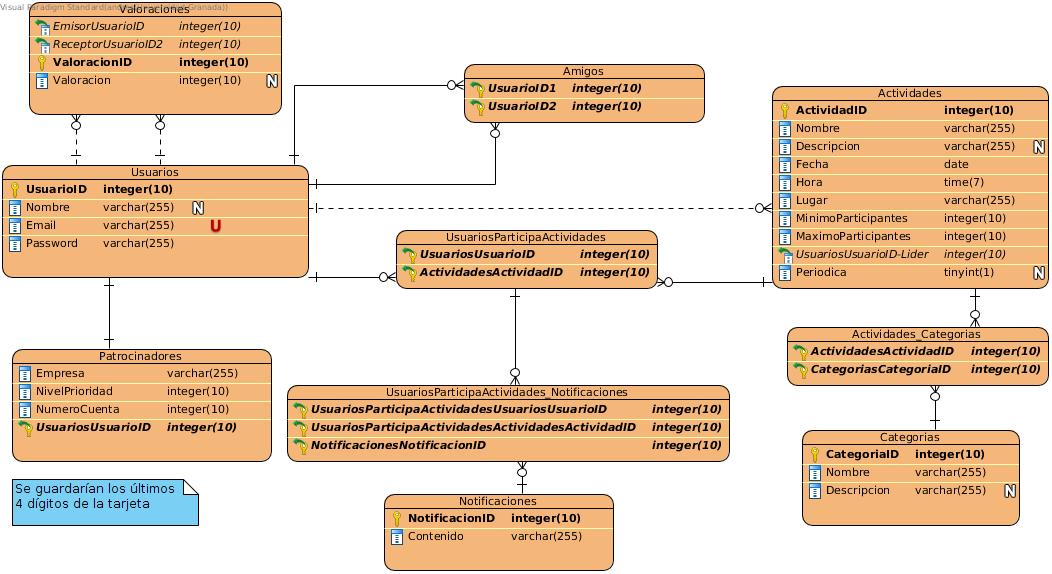 Visual Paradigm Standard(an Granada))
Valoraciones
EmisorUsuarioID integer(10)
ReceptorUsuarioID2 integer(10)
ValoracionID integer(10)
Valoracion integer(10) N
Amigos
UsuarioID1 integer(10)
UsuarioID2 integer(10)
Actividades
ActividadID integer(10)
Nombre varchar(255)
Descripcion varchar(255) N
Fecha date
Hora time(7)
Lugar varchar(255)
MinimoParticipantes integer(10)
MaximoParticipantes integer(10)
UsuariosUsuarioID-Lider integer(10)
Periodica tinyint(1) N
Usuarios
UsuarioID integer(10)
Nombre varchar(255) N
Email varchar(255) U
Password varchar(255)
UsuariosParticipaActividades
UsuariosUsuarioID integer(10)
ActividadesActividadID integer(10)
Actividades_Categorias
ActividadesActividadID integer(10)
CategoriasCategoriaID integer(10)
Patrocinadores
Empresa varchar(255)
NivelPrioridad integer(10)
NumeroCuenta integer(10)
UsuariosUsuarioID integer(10)
UsuariosParticipaActividades_Notificaciones
UsuariosParticipaActividadesUsuariosUsuarioID integer(10)
UsuariosParticipaActividadesActividadesActividadID integer(10)
NotificacionesNotificacionID integer(10)
Categorias
CategoriaID integer(10)
Nombre varchar(255)
Descripcion varchar(255) N
Se guardarían los últimos
4 dígitos de la tarjeta
Notificaciones
NotificacionID integer(10)
Contenido varchar(255)